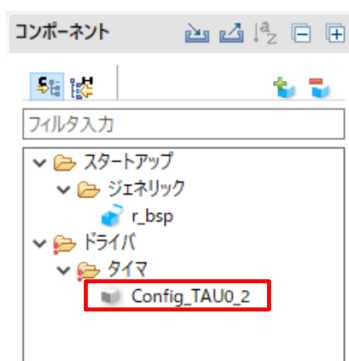 コンポーネント
フィルタ入力
スタートアップ
ジェネリック
r_bsp
ドライバ
タイマ
Config_TAU0_2